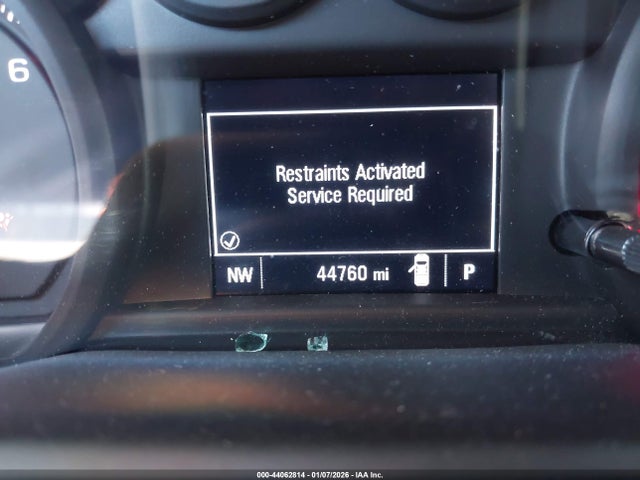 6
Restraints Activated
Service Required
NW 44760 mi P
000-44062814 | 01/07/2026 - IAA Inc.